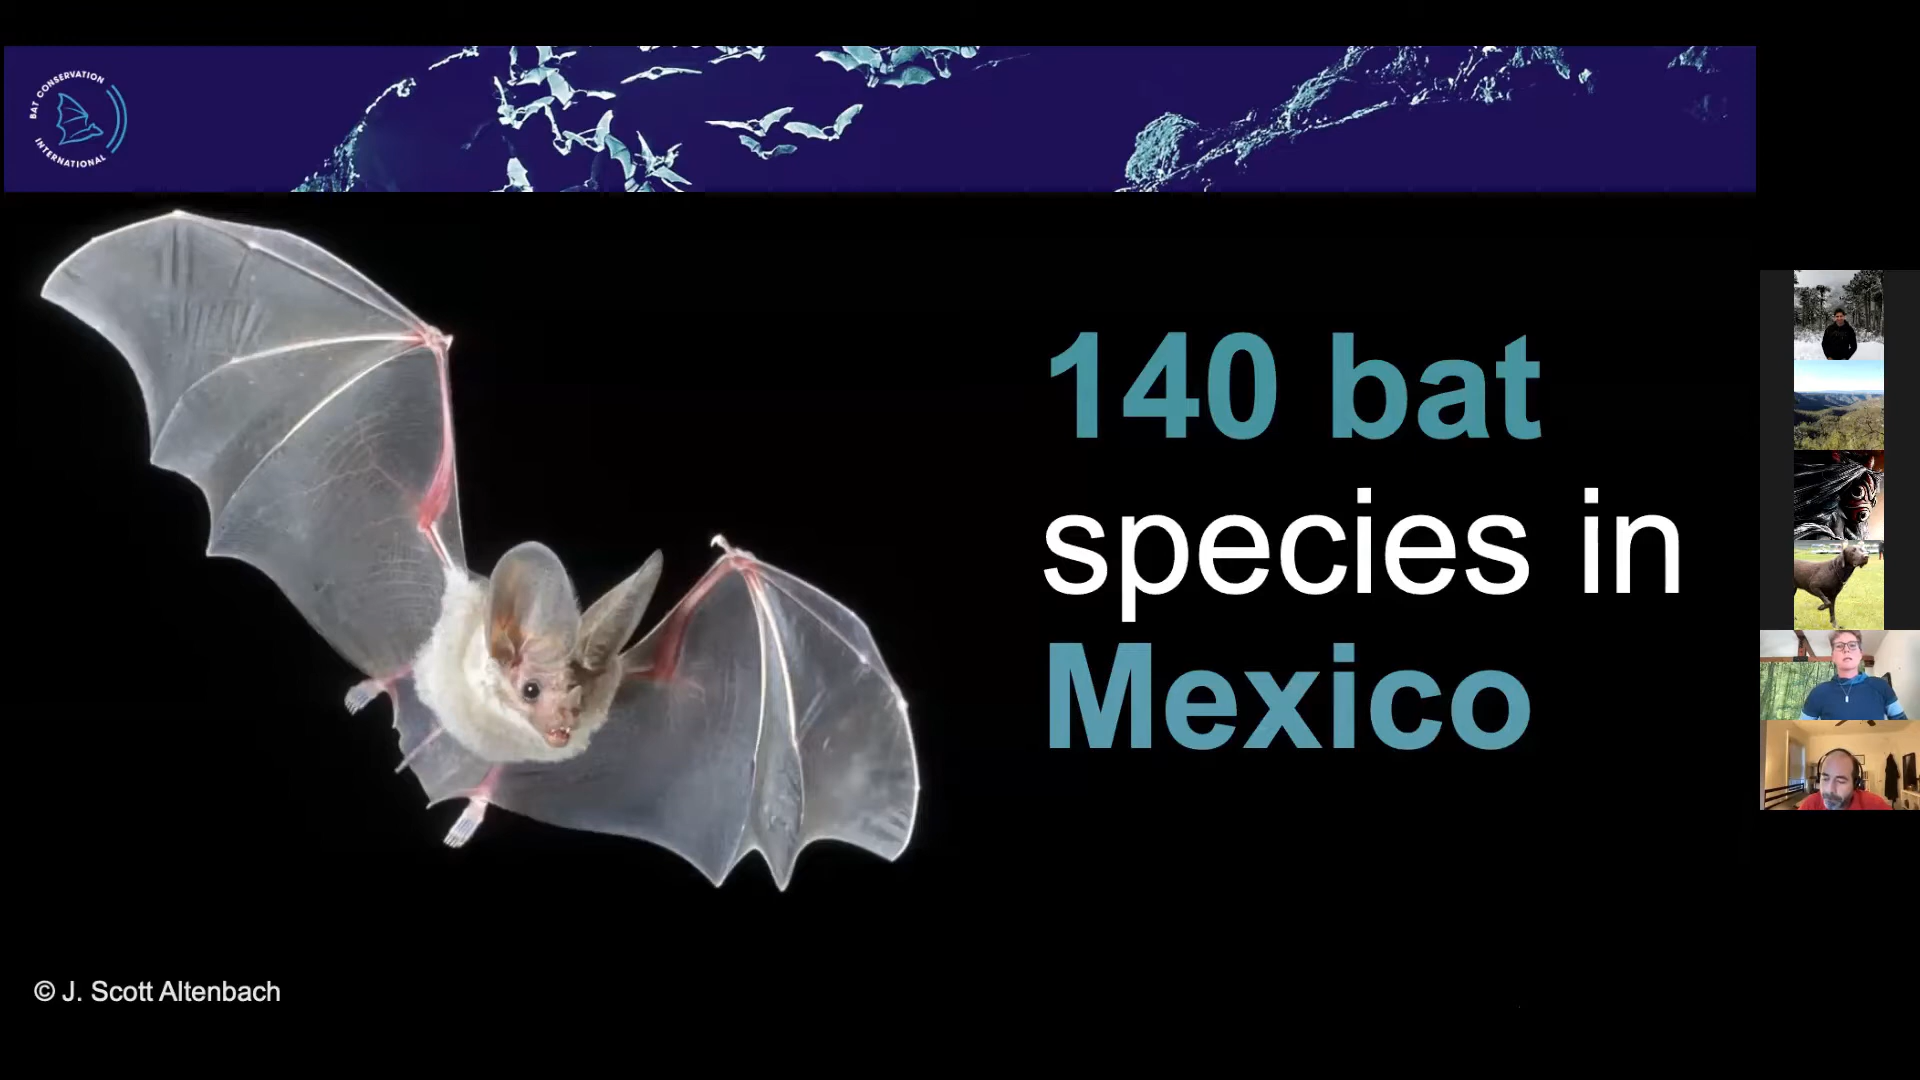 BAT CONSERVATION
INTERNATIONAL
140 bat
species in
Mexico
© J. Scott Altenbach